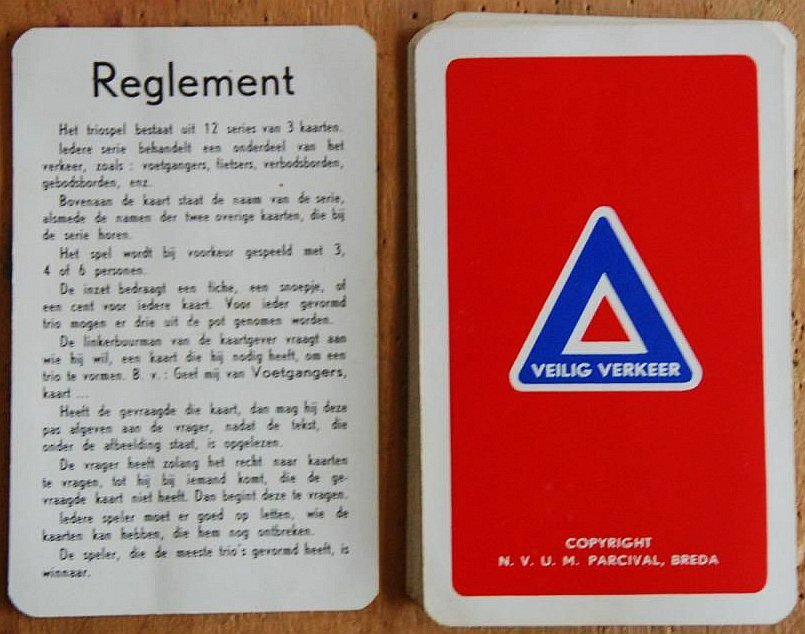 Reglement
Het triospel bestaat uit 12 series van 3 kaarten.
Iedere serie behandelt een onderdeel van het
verkeer, zoals : voetgangers, fietsers, verbodsborden,
gebodsborden, enz.
Bovenaan de kaart staat de naam van de serie,
alsmede de namen der twee overige kaarten, die bij
de serie horen.
Het spel wordt bij voorkeur gespeeld met 3,
4 of 6 personen.
De inzet bedraagt een fiche, een snoepje, of
een cent voor iedere kaart. Voor ieder gevormd
trio mogen er drie uit de pot genomen worden.
De linkerbuurman van de kaartgever vraagt aan
wie hij wil, een kaart die hij nodig heeft, om een
trio te vormen. B. v.: Geef mij van Voetgangers,
kaart ...
Heeft de gevraagde die kaart, dan mag hij deze
pas afgeven aan de vrager, nadat de tekst, die
onder de afbeelding staat, is opgelezen.
De vrager heeft zolang het recht naar kaarten
te vragen, tot hij bij iemand komt, die de ge-
vraagde kaart niet heeft. Dan begint deze te vragen.
Iedere speler moet er goed op letten, wie de
kaarten kan hebben, die hem nog ontbreken.
De speler, die de meeste trio's gevormd heeft, is
winnaar.
VEILIG VERKEER
COPYRIGHT
N. V. U. M. PARCIVAL, BREDA